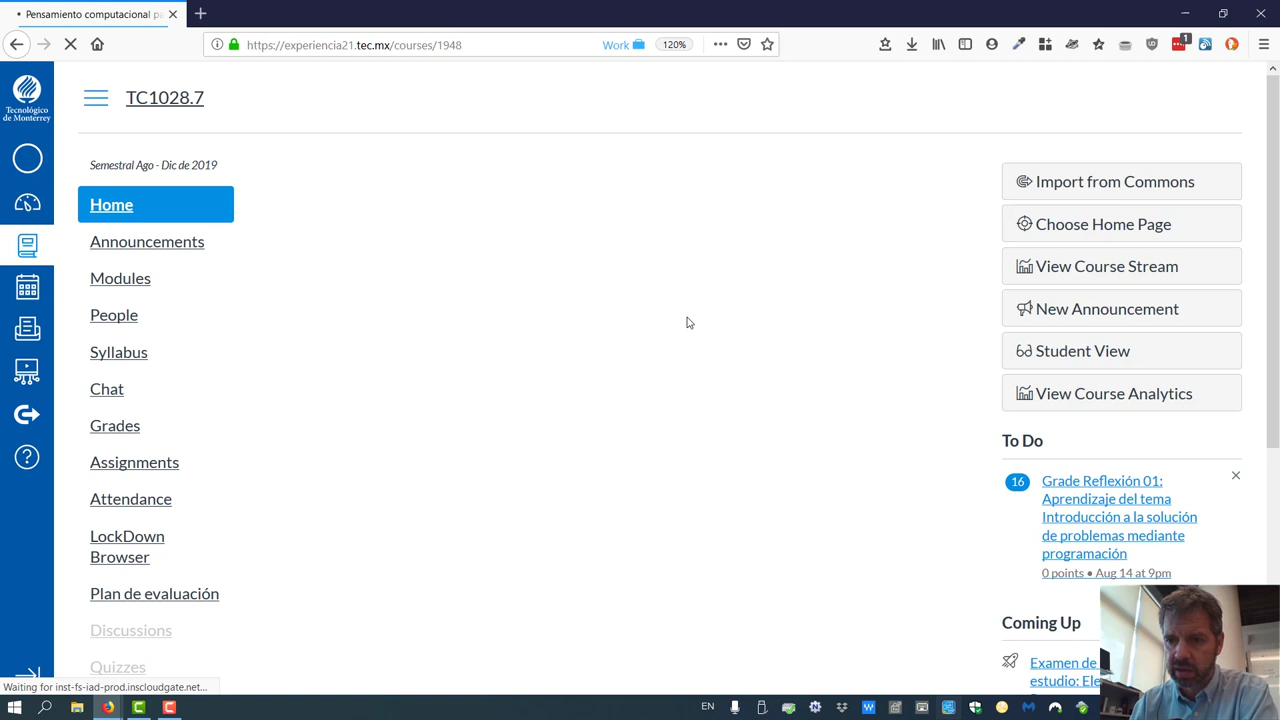 Pensamiento computacional pa
https://experiencia21.tec.mx/courses/1948
Work
120%
1
Tecnológico
de Monterrey
TC1028.7
Semestral Ago - Dic de 2019
Home
Announcements
Modules
People
Syllabus
Chat
Grades
Assignments
Attendance
LockDown
Browser
Plan de evaluación
Discussions
Quizzes
Import from Commons
Choose Home Page
View Course Stream
New Announcement
Student View
View Course Analytics
To Do
16
Grade Reflexión 01:
Aprendizaje del tema
Introducción a la solución
de problemas mediante
programación
0 points • Aug 14 at 9pm
Coming Up
Examen de
estudio: Ele
Waiting for inst-fs-iad-prod.inscloudgate.net...
EN